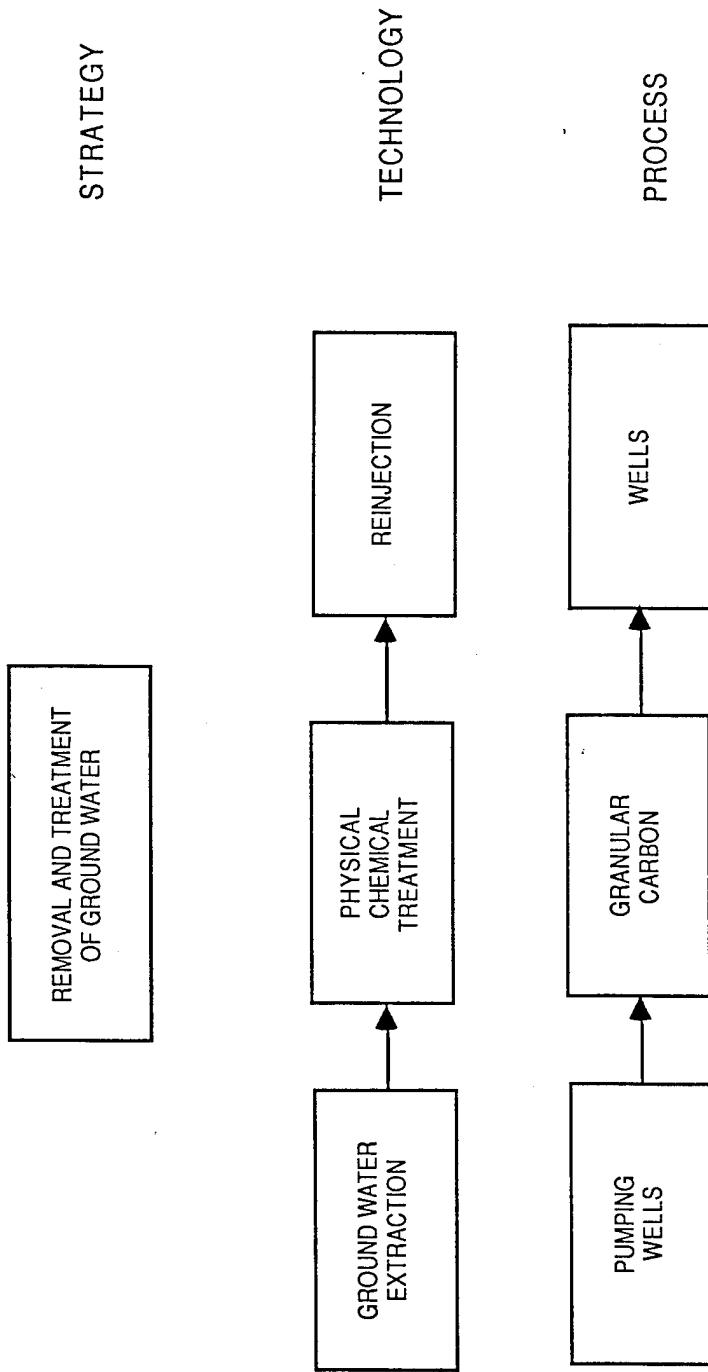 REMOVAL AND TREATMENT
OF GROUND WATER
STRATEGY
GROUND WATER
EXTRACTION
PHYSICAL
CHEMICAL
TREATMENT
REINJECTION
TECHNOLOGY
PUMPING
WELLS
GRANULAR
CARBON
WELLS
PROCESS